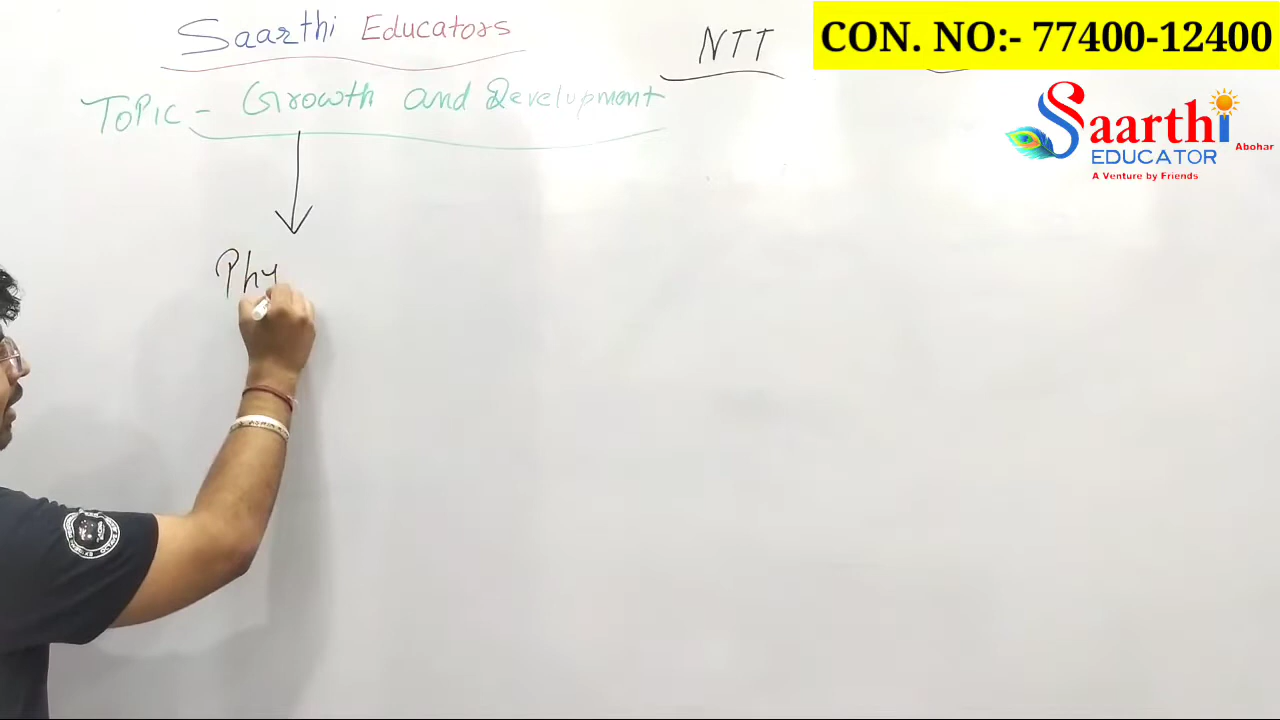 Saarthi Educators
NTT
CON. NO:- 77400-12400
Topic - Growth and Development
Saarthi
EDUCATOR
Abohar
A Venture by Friends
Phy